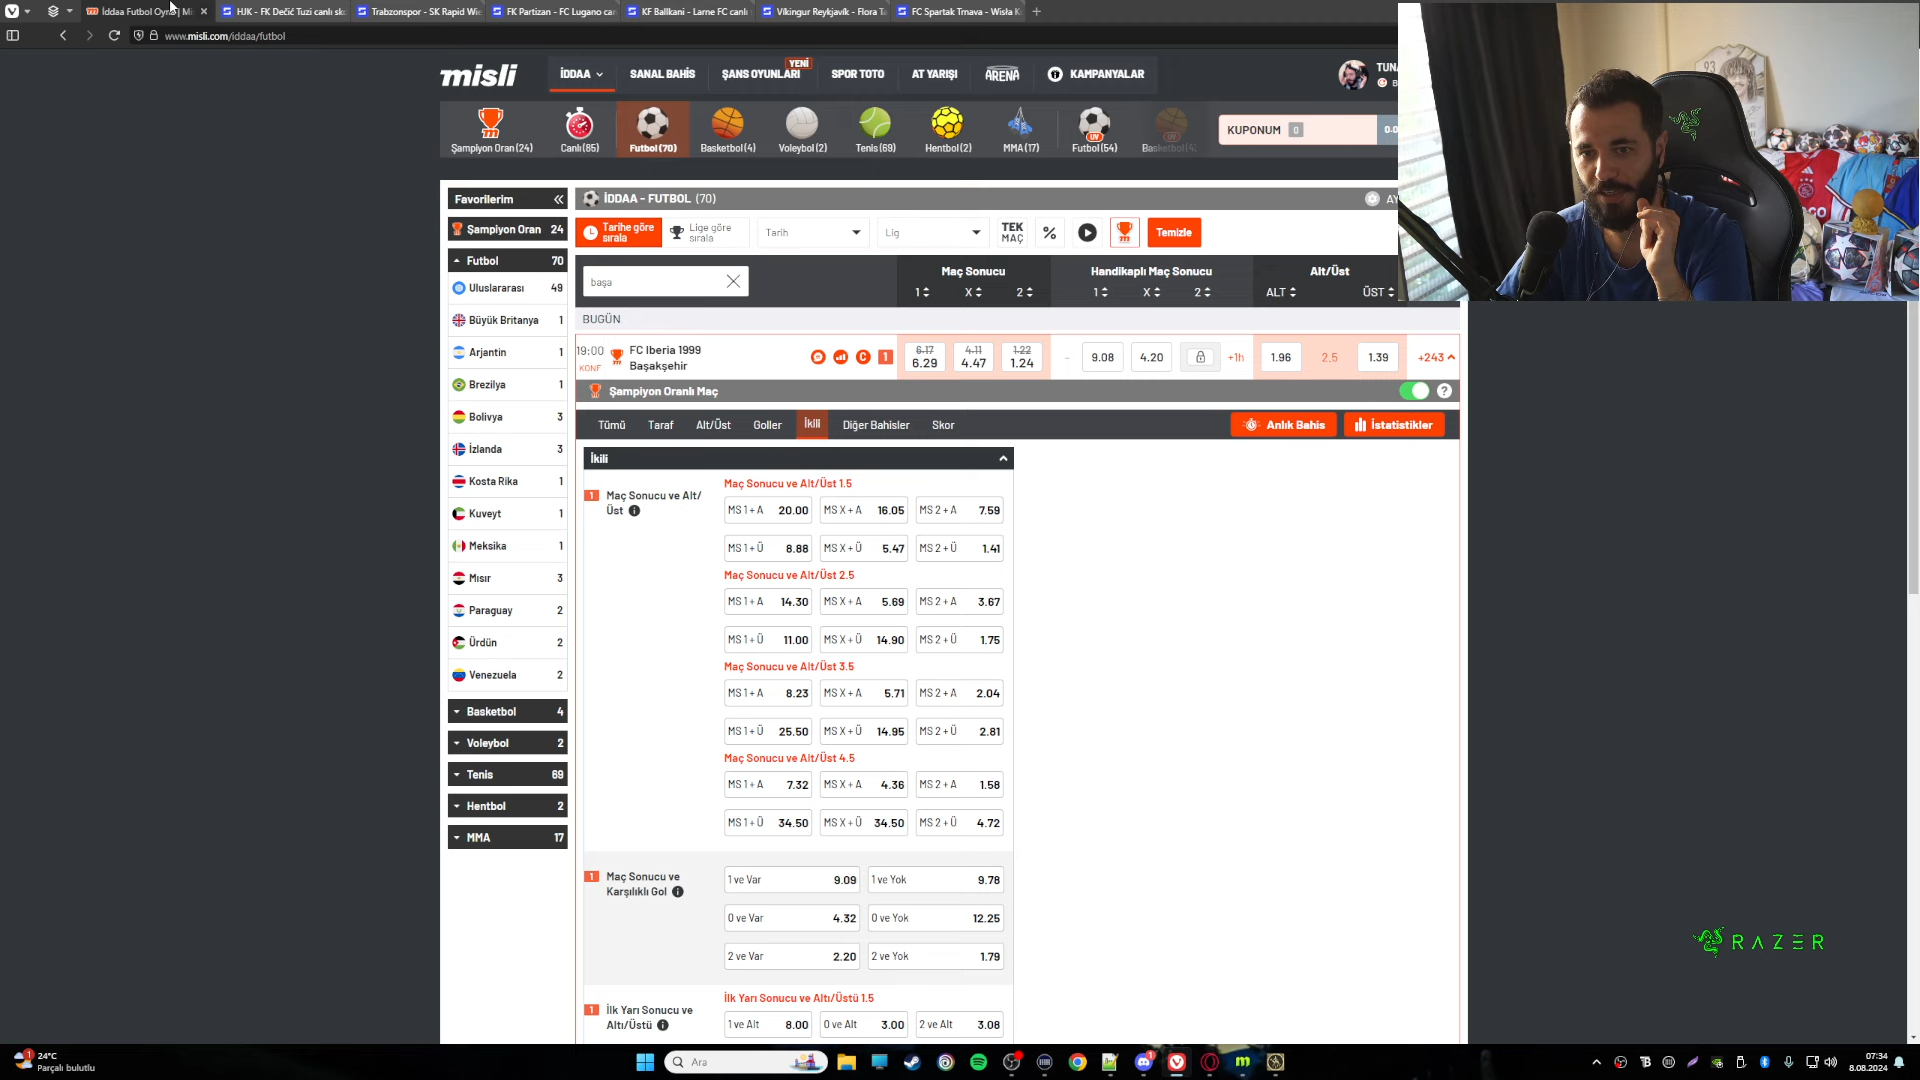 İddaa Futbol Oyna | Mi
HJK - FK Dečić Tuzi canlı sk
Trabzonspor - SK Rapid Wi
FK Partizan - FC Lugano ca
KF Ballkani - Larne FC canlı
Víkingur Reykjavík - Flora T
FC Spartak Trnava - Wisła K
www.misli.com/iddaa/futbol
misli
İDDAA
SANAL BAHİS
ŞANS OYUNLARI
YENİ
SPOR TOTO
AT YARIŞI
ARENA
KAMPANYALAR
TUN
Şampiyon Oran (24)
Canlı(85)
Futbol (70)
Basketbol (4)
Voleybol (2)
Tenis (69)
Hentbol (2)
MMA (17)
UV
Futbol (54)
UV
KUPONUM 0
Favorilerim
Şampiyon Oran 24
Futbol 70
Uluslararası 49
Büyük Britanya 1
Arjantin 1
Brezilya 1
Bolivya 3
İzlanda 3
Kosta Rika 1
Kuveyt 1
Meksika 1
Mısır 3
Paraguay 2
Ürdün 2
Venezuela 2
Basketbol 4
Voleybol 2
Tenis 69
Hentbol 2
MMA 17
İDDAA - FUTBOL (70)
AY
Tarihe göre
sırala
Lige göre
sırala
Tarih
Lig
TEK
MAÇ
%
Temizle
başa
Maç Sonucu
1 X 2
Handikaplı Maç Sonucu
1 X 2
Alt/Üst
ALT ÜST
BUGÜN
19:00
KONF
FC Iberia 1999
Başakşehir
C 1
6.17 4.11 1.22
6.29 4.47 1.24
- 9.08 4.20 +1h 1.96 2.5 1.39 +243
Şampiyon Oranlı Maç
?
Tümü Taraf Alt/Üst Goller İkili Diğer Bahisler Skor
Anlık Bahis
İstatistikler
İkili
1 Maç Sonucu ve Alt/
Üst
Maç Sonucu ve Alt/Üst 1.5
MS 1 + A 20.00 MS X + A 16.05 MS 2 + A 7.59
MS 1 + Ü 8.88 MS X + Ü 5.47 MS 2 + Ü 1.41
Maç Sonucu ve Alt/Üst 2.5
MS 1 + A 14.30 MS X + A 5.69 MS 2 + A 3.67
MS 1 + Ü 11.00 MS X + Ü 14.90 MS 2 + Ü 1.75
Maç Sonucu ve Alt/Üst 3.5
MS 1 + A 8.23 MS X + A 5.71 MS 2 + A 2.04
MS 1 + Ü 25.50 MS X + Ü 14.95 MS 2 + Ü 2.81
Maç Sonucu ve Alt/Üst 4.5
MS 1 + A 7.32 MS X + A 4.36 MS 2 + A 1.58
MS 1 + Ü 34.50 MS X + Ü 34.50 MS 2 + Ü 4.72
1 Maç Sonucu ve
Karşılıklı Gol
1 ve Var 9.09 1 ve Yok 9.78
0 ve Var 4.32 0 ve Yok 12.25
2 ve Var 2.20 2 ve Yok 1.79
1 İlk Yarı Sonucu ve
Altı/Üstü
İlk Yarı Sonucu ve Altı/Üstü 1.5
1 ve Alt 8.00 0 ve Alt 3.00 2 ve Alt 3.08
93
RAZER
24°C
Parçalı bulutlu
Ara
07:34
8.08.2024